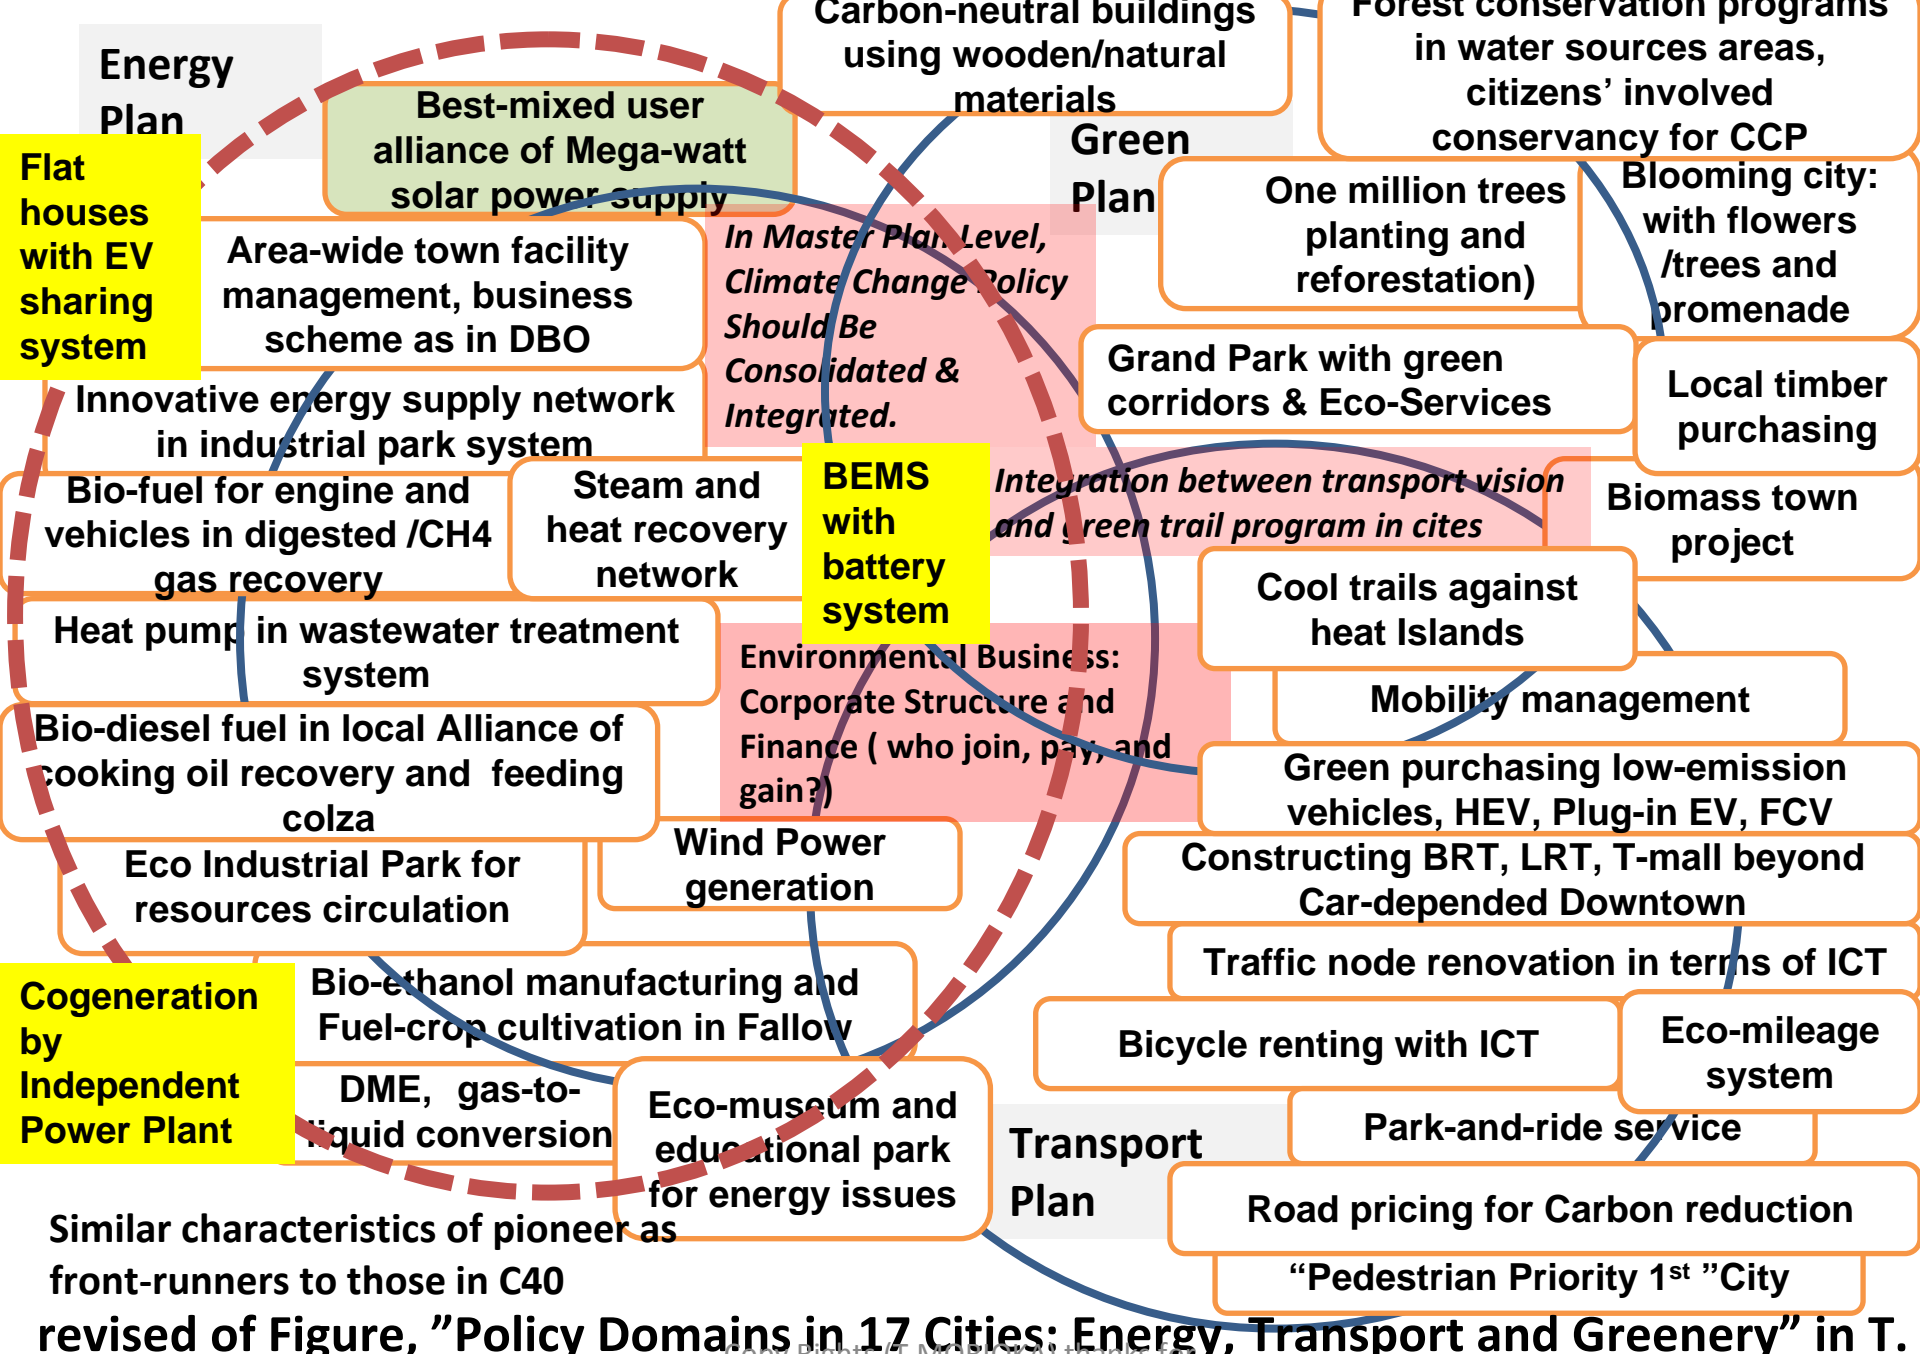 Energy
Plan
Carbon-neutral buildings
using wooden/natural
materials
Forest conservation programs
in water sources areas,
citizens’ involved
conservancy for CCP
Best-mixed user
alliance of Mega-watt
solar power supply
Green
Plan
Flat
houses
with EV
sharing
system
One million trees
planting and
reforestation)
Blooming city:
with flowers
/trees and
promenade
Area-wide town facility
management, business
scheme as in DBO
In Master Plan Level,
Climate Change Policy
Should Be
Consolidated &
Integrated.
Grand Park with green
corridors & Eco-Services
Local timber
purchasing
Innovative energy supply network
in industrial park system
Bio-fuel for engine and
vehicles in digested /CH4
gas recovery
Steam and
heat recovery
network
BEMS
with
battery
system
Integration between transport vision
and green trail program in cites
Biomass town
project
Cool trails against
heat Islands
Heat pump in wastewater treatment
system
Environmental Business:
Corporate Structure and
Finance ( who join, pay, and
gain?)
Mobility management
Bio-diesel fuel in local Alliance of
cooking oil recovery and feeding
colza
Green purchasing low-emission
vehicles, HEV, Plug-in EV, FCV
Wind Power
generation
Eco Industrial Park for
resources circulation
Constructing BRT, LRT, T-mall beyond
Car-depended Downtown
Traffic node renovation in terms of ICT
Cogeneration
by
Independent
Power Plant
Bio-ethanol manufacturing and
Fuel-crop cultivation in Fallow
Bicycle renting with ICT
Eco-mileage
system
DME, gas-to-
liquid conversion
Eco-museum and
educational park
for energy issues
Transport
Plan
Park-and-ride service
Road pricing for Carbon reduction
“Pedestrian Priority 1st ”City
Similar characteristics of pioneer as
front-runners to those in C40
revised of Figure, ”Policy Domains in 17 Cities: Energy, Transport and Greenery” in T.
Copy Rights (T MORIOKA) thanks for